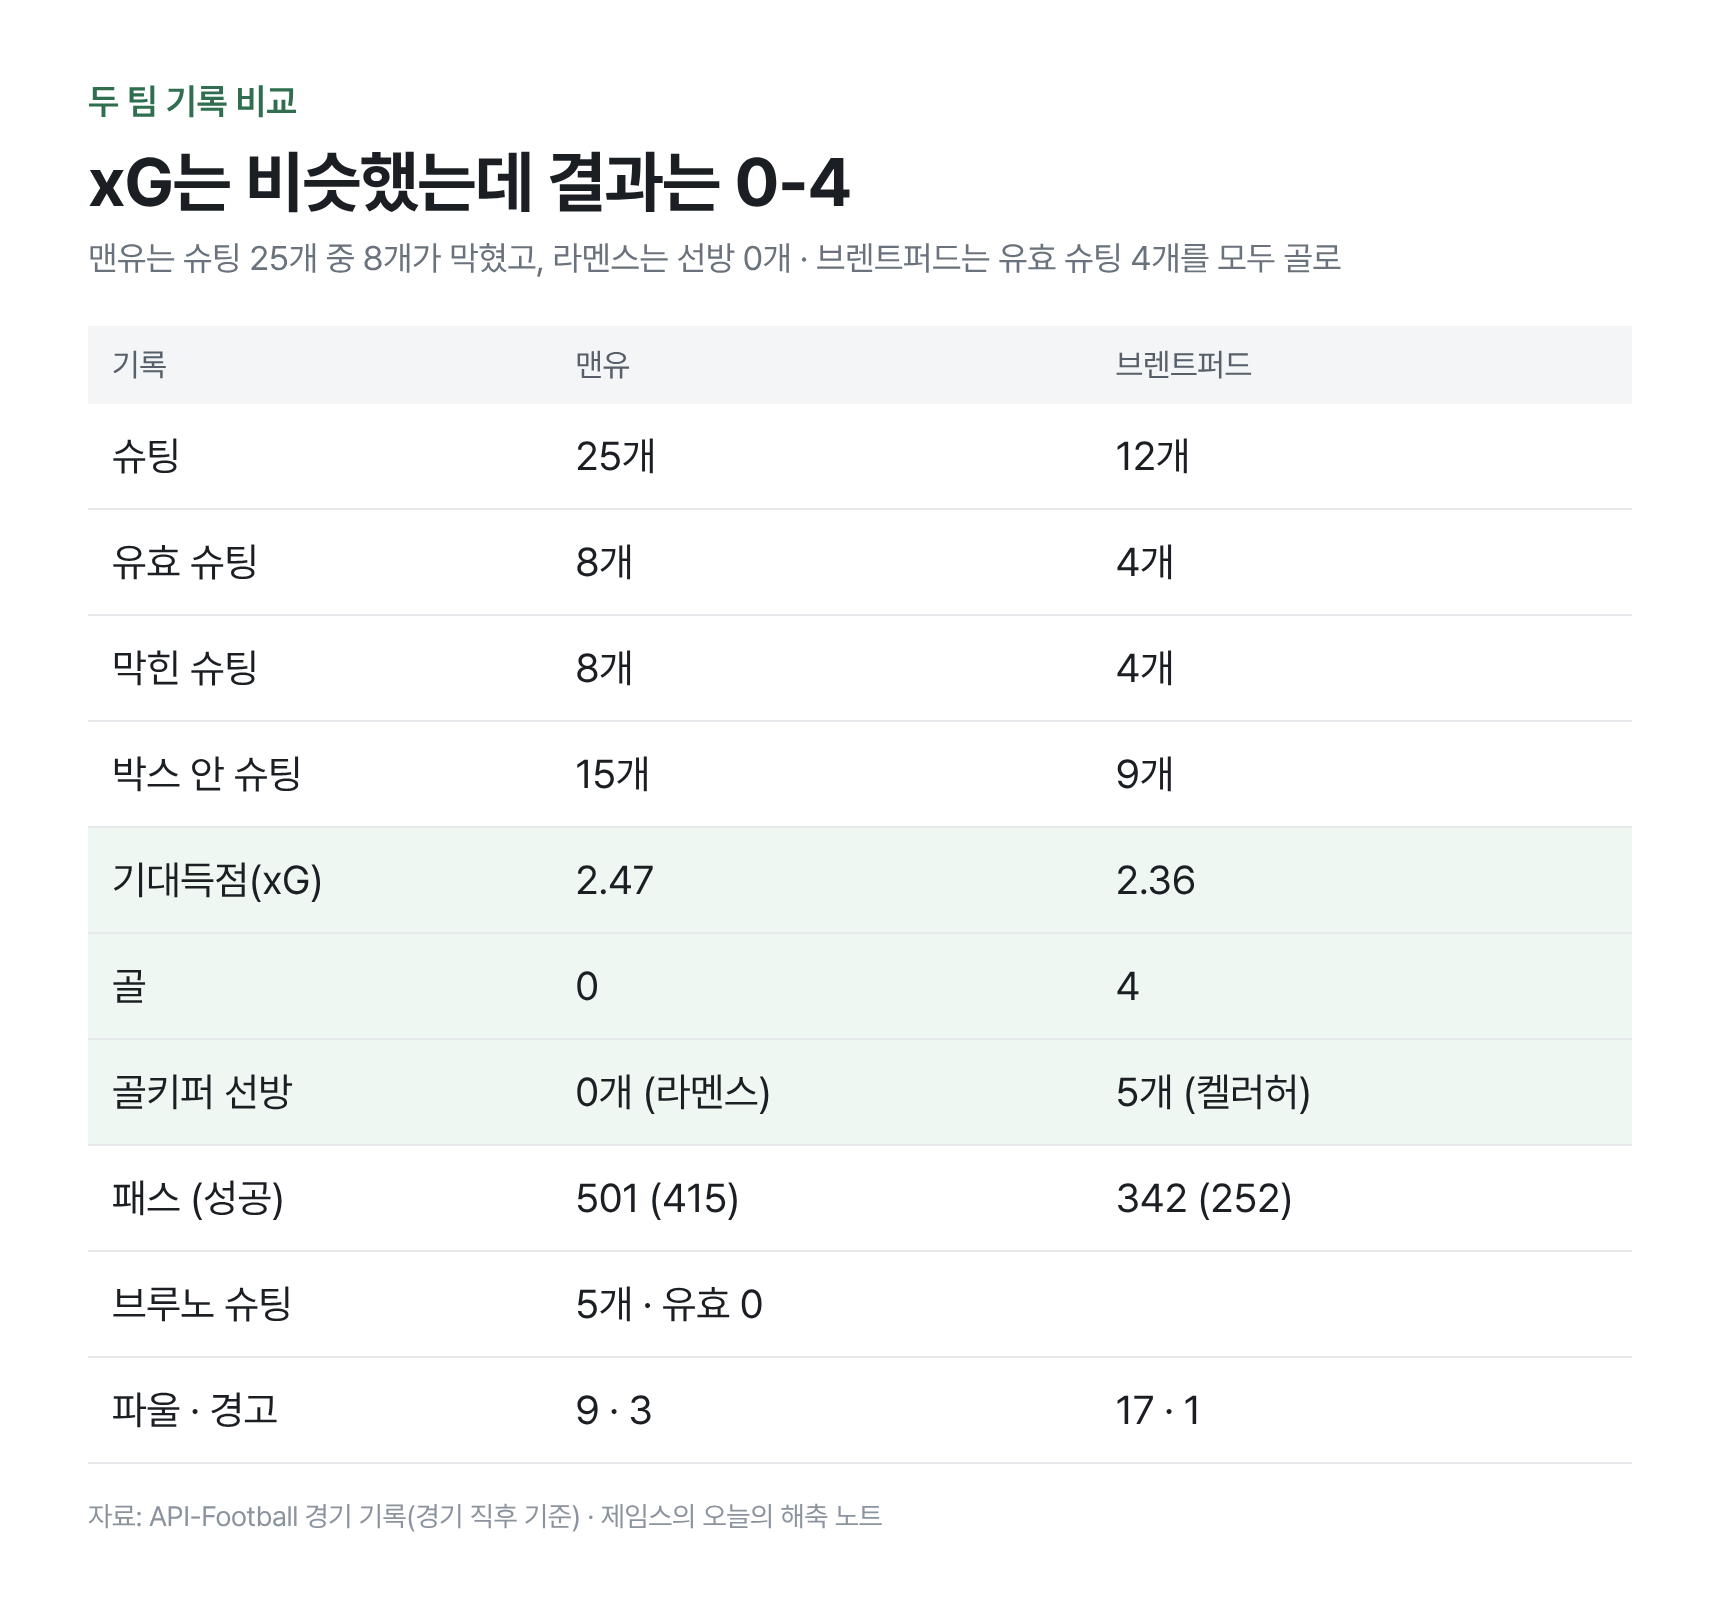 두 팀 기록 비교
xG는 비슷했는데 결과는 0-4
맨유는 슈팅 25개 중 8개가 막혔고, 라멘스는 선방 0개 · 브렌트퍼드는 유효 슈팅 4개를 모두 골로
기록 맨유 브렌트퍼드
슈팅 25개 12개
유효 슈팅 8개 4개
막힌 슈팅 8개 4개
박스 안 슈팅 15개 9개
기대득점(xG) 2.47 2.36
골 0 4
골키퍼 선방 0개 (라멘스) 5개 (켈러허)
패스 (성공) 501 (415) 342 (252)
브루노 슈팅 5개 · 유효 0
파울 · 경고 9 · 3 17 · 1
자료: API-Football 경기 기록(경기 직후 기준) · 제임스의 오늘의 해축 노트